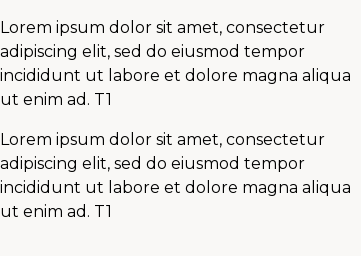 Lorem ipsum dolor sit amet, consectetur
adipiscing elit, sed do eiusmod tempor
incididunt ut labore et dolore magna aliqua
ut enim ad. T1
Lorem ipsum dolor sit amet, consectetur
adipiscing elit, sed do eiusmod tempor
incididunt ut labore et dolore magna aliqua
ut enim ad. T1